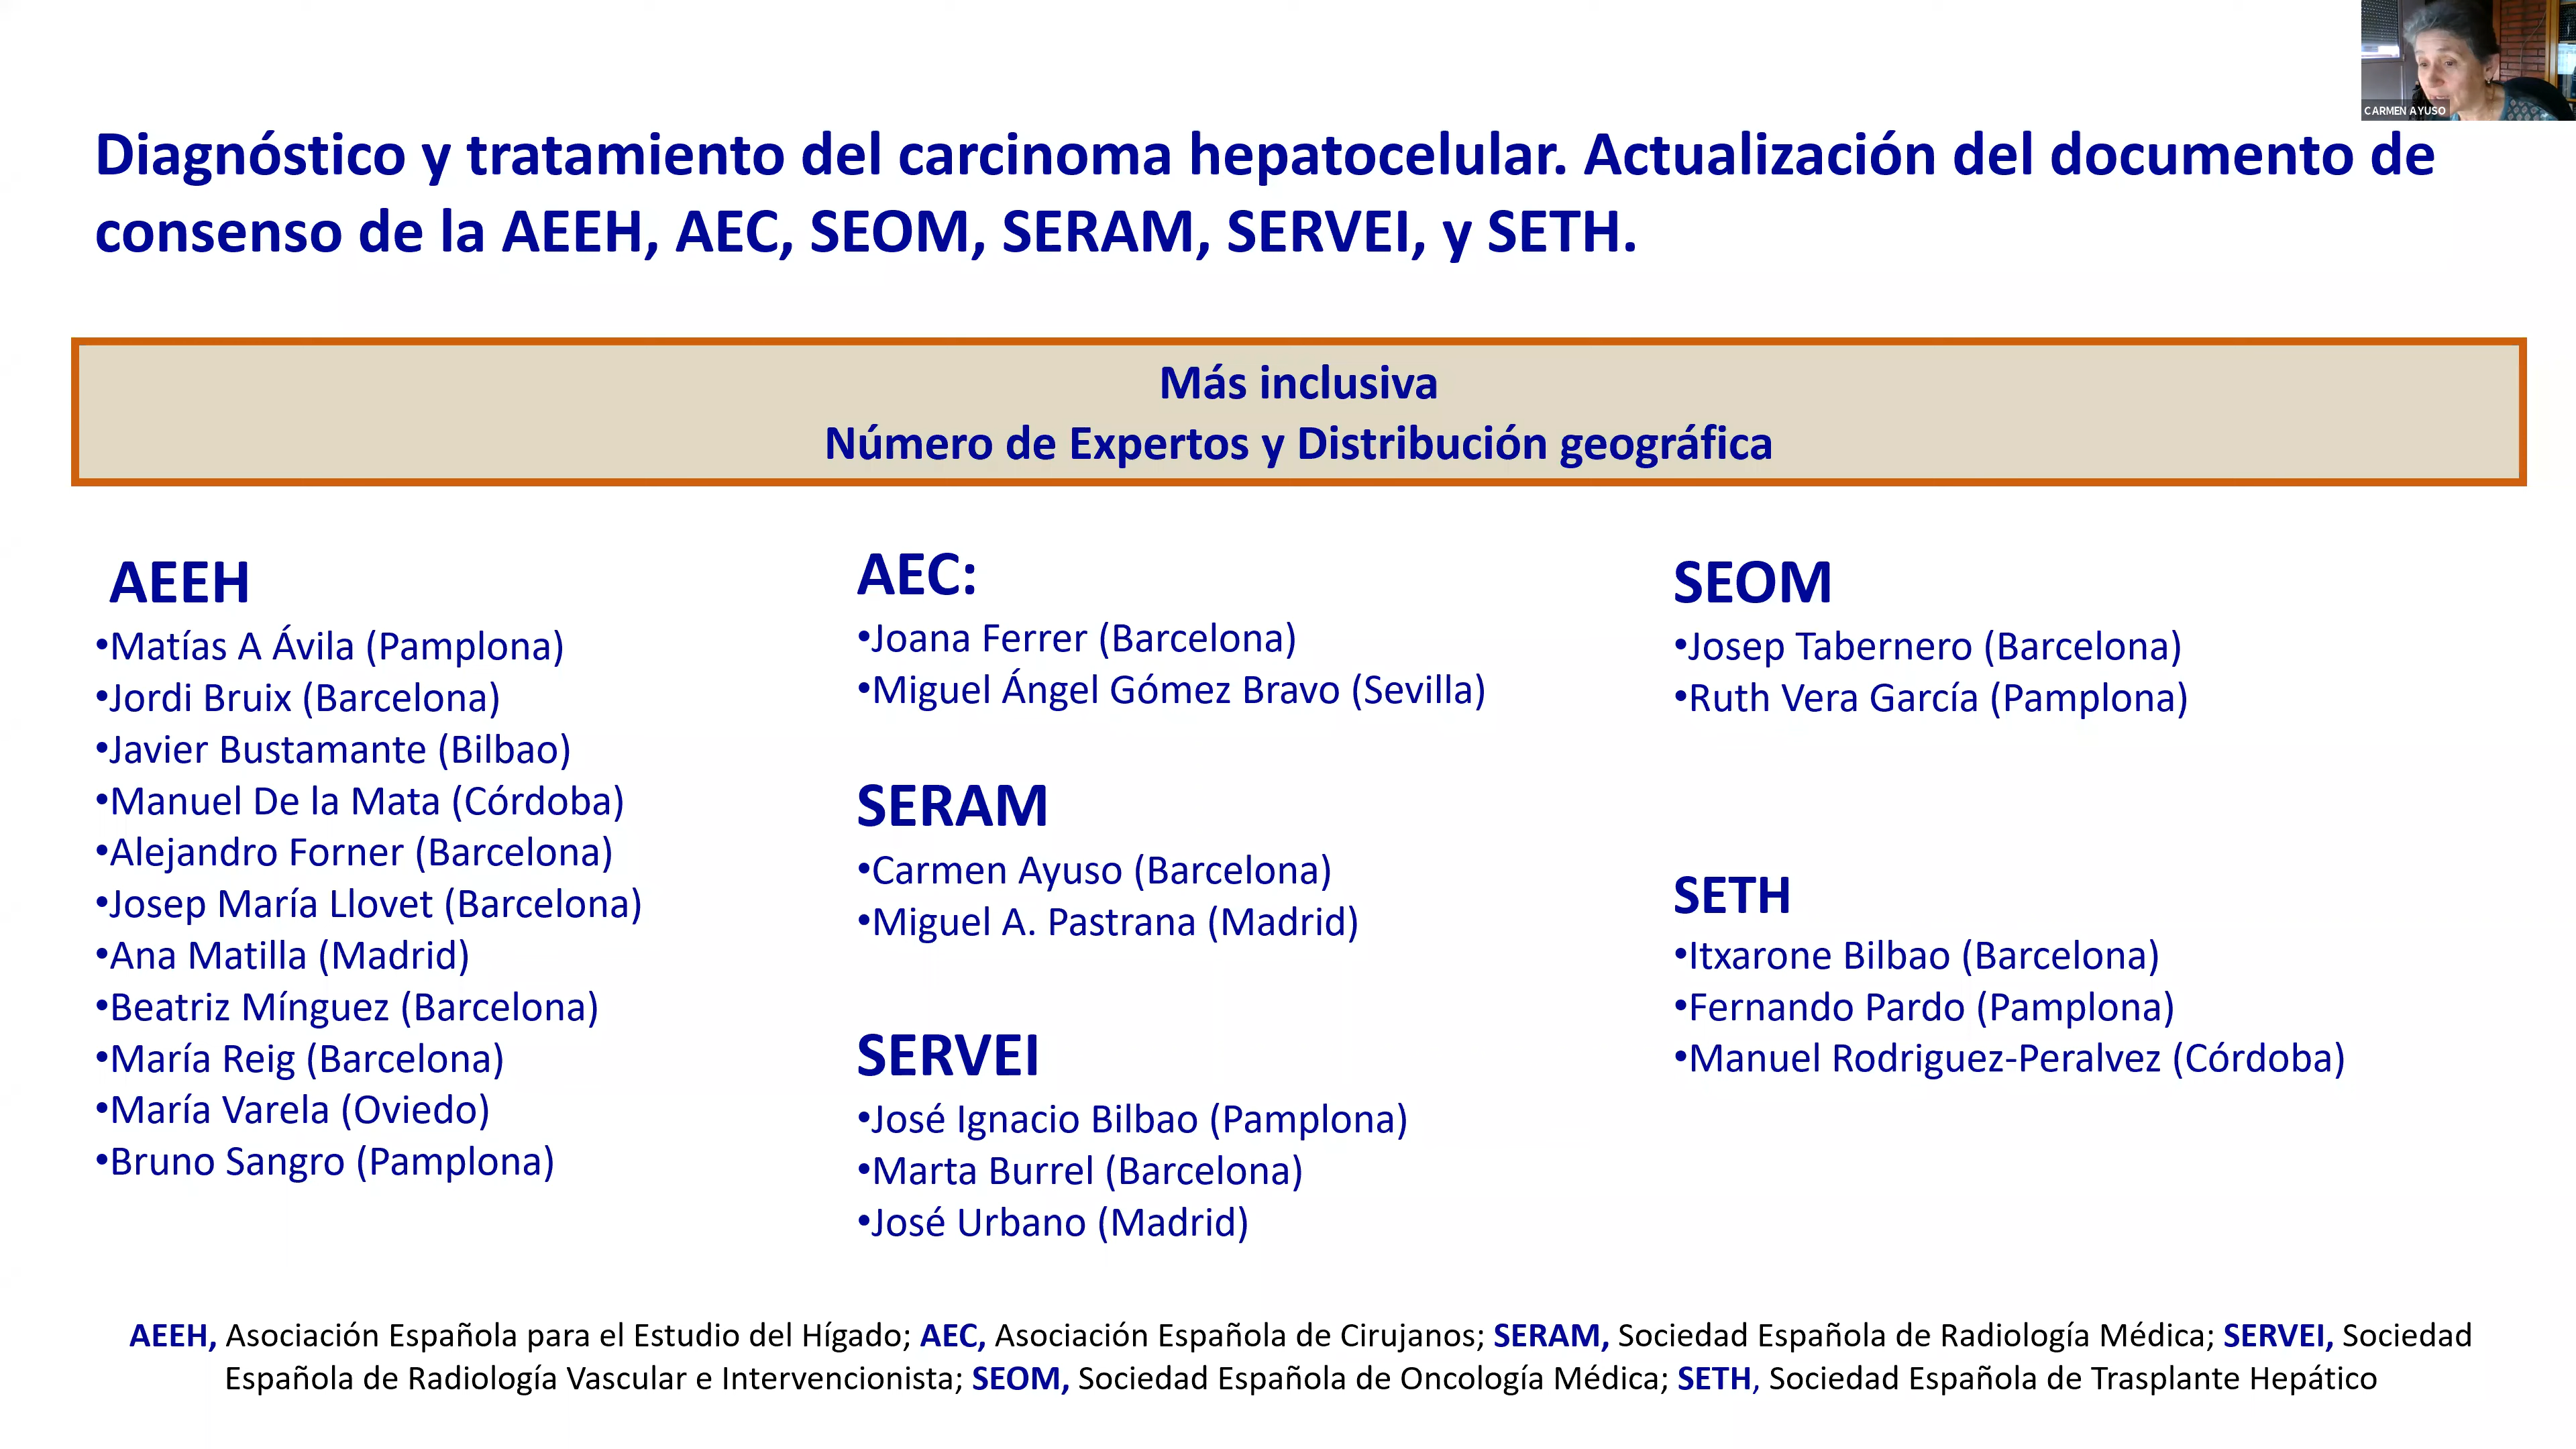 CARMEN AYUSO
Diagnóstico y tratamiento del carcinoma hepatocelular. Actualización del documento de
consenso de la AEEH, AEC, SEOM, SERAM, SERVEI, y SETH.
Más inclusiva
Número de Expertos y Distribución geográfica
AEEH
•Matías A Ávila (Pamplona)
•Jordi Bruix (Barcelona)
•Javier Bustamante (Bilbao)
•Manuel De la Mata (Córdoba)
•Alejandro Forner (Barcelona)
•Josep María Llovet (Barcelona)
•Ana Matilla (Madrid)
•Beatriz Mínguez (Barcelona)
•María Reig (Barcelona)
•María Varela (Oviedo)
•Bruno Sangro (Pamplona)
AEC:
•Joana Ferrer (Barcelona)
•Miguel Ángel Gómez Bravo (Sevilla)
SERAM
•Carmen Ayuso (Barcelona)
•Miguel A. Pastrana (Madrid)
SERVEI
•José Ignacio Bilbao (Pamplona)
•Marta Burrel (Barcelona)
•José Urbano (Madrid)
SEOM
•Josep Tabernero (Barcelona)
•Ruth Vera García (Pamplona)
SETH
•Itxarone Bilbao (Barcelona)
•Fernando Pardo (Pamplona)
•Manuel Rodriguez-Peralvez (Córdoba)
AEEH, Asociación Española para el Estudio del Hígado; AEC, Asociación Española de Cirujanos; SERAM, Sociedad Española de Radiología Médica; SERVEI, Sociedad
Española de Radiología Vascular e Intervencionista; SEOM, Sociedad Española de Oncología Médica; SETH, Sociedad Española de Trasplante Hepático